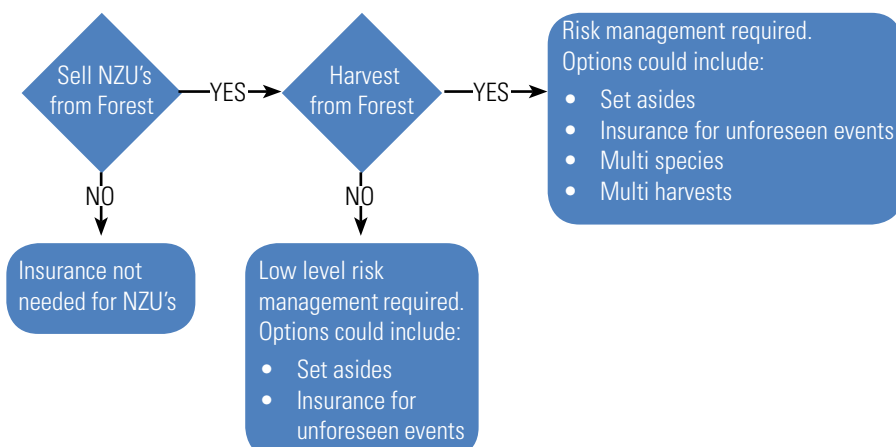 Sell NZU's
from Forest
YES
Harvest
from Forest
YES
Risk management required.
Options could include:
• Set asides
• Insurance for unforeseen events
• Multi species
• Multi harvests
NO
Insurance not
needed for NZU's
NO
Low level risk
management required.
Options could include:
• Set asides
• Insurance for
unforeseen events